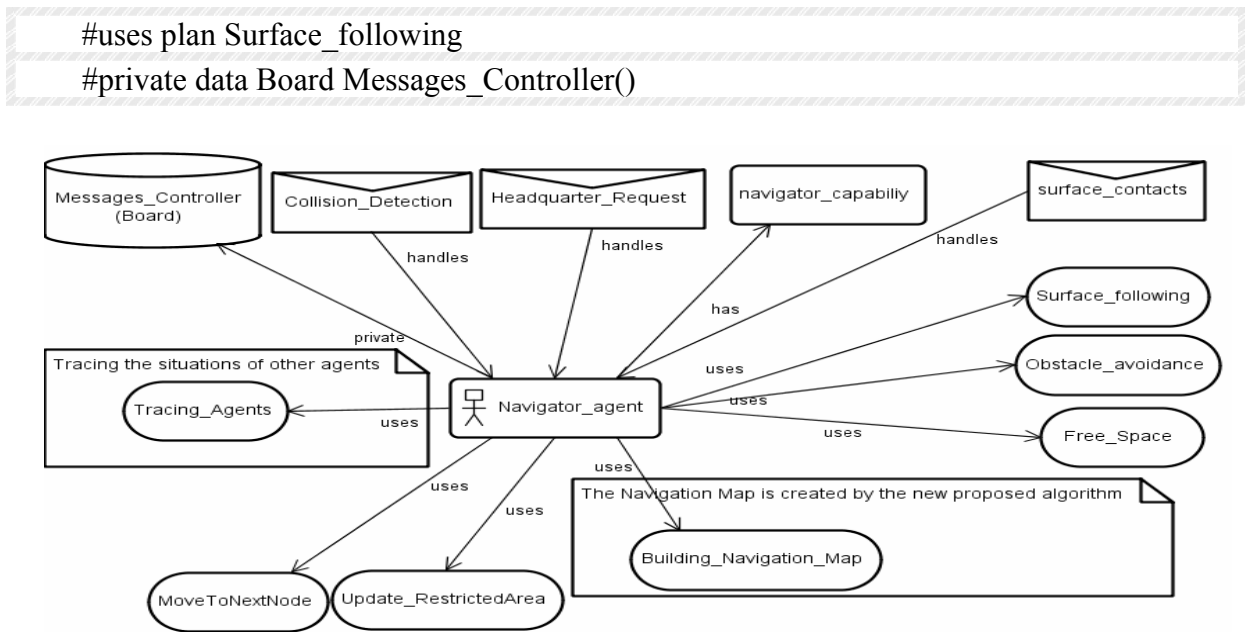 #uses plan Surface_following
#private data Board Messages_Controller()
Messages_Controller
(Board)
Collision_Detection
Headquarter_Request
navigator_capabiliy
surface_contacts
handles
handles
handles
has
private
Surface_following
Tracing the situations of other agents
uses
Obstacle_avoidance
Tracing_Agents
uses
Navigator_agent
uses
uses
Free_Space
uses
uses
uses
The Navigation Map is created by the new proposed algorithm
Building_Navigation_Map
MoveToNextNode
Update_RestrictedArea